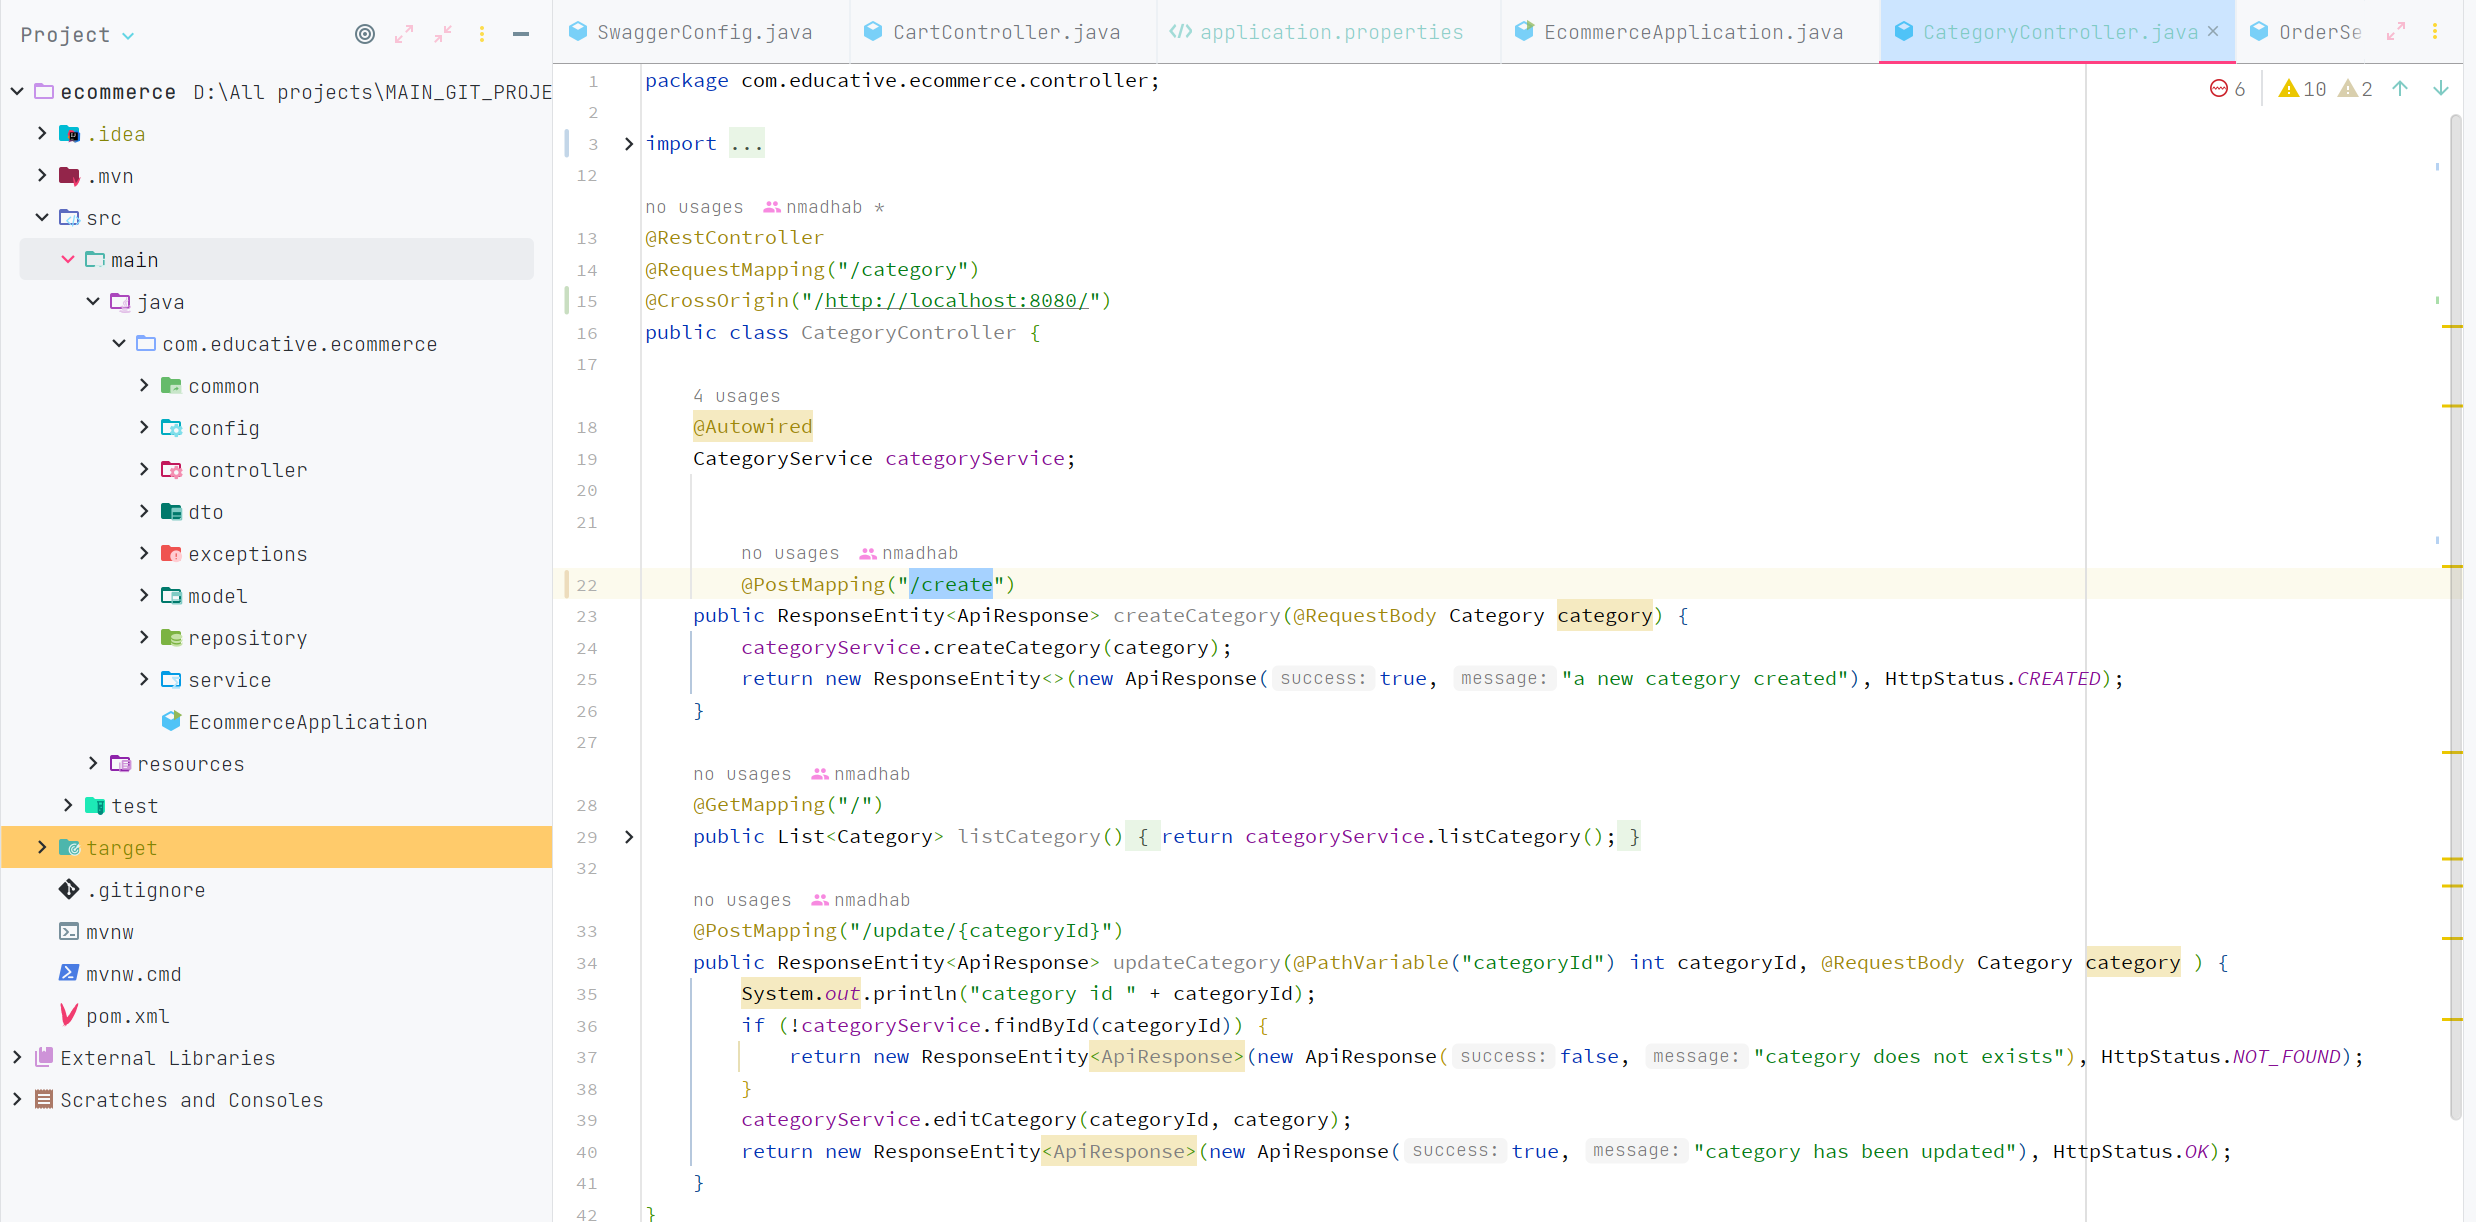 Project
ecommerce D:\All projects\MAIN_GIT_PROJE
.idea
.mvn
src
main
java
com.educative.ecommerce
common
config
controller
dto
exceptions
model
repository
service
EcommerceApplication
resources
test
target
.gitignore
mvnw
mvnw.cmd
pom.xml
External Libraries
Scratches and Consoles
SwaggerConfig.java CartController.java </> application.properties EcommerceApplication.java CategoryController.java × OrderSe
6 10 2
1 package com.educative.ecommerce.controller;
2
3 import ...
12
no usages nmadhab *
13 @RestController
14 @RequestMapping("/category")
15 @CrossOrigin("/http://localhost:8080/")
16 public class CategoryController {
17
4 usages
18 @Autowired
19 CategoryService categoryService;
20
21
no usages nmadhab
22 @PostMapping("/create")
23 public ResponseEntity<ApiResponse> createCategory(@RequestBody Category category) {
24 categoryService.createCategory(category);
25 return new ResponseEntity<>(new ApiResponse( success: true, message: "a new category created"), HttpStatus.CREATED);
26 }
27
no usages nmadhab
28 @GetMapping("/")
29 public List<Category> listCategory() { return categoryService.listCategory(); }
32
no usages nmadhab
33 @PostMapping("/update/{categoryId}")
34 public ResponseEntity<ApiResponse> updateCategory(@PathVariable("categoryId") int categoryId, @RequestBody Category category ) {
35 System.out.println("category id " + categoryId);
36 if (!categoryService.findById(categoryId)) {
37 return new ResponseEntity<ApiResponse>(new ApiResponse( success: false, message: "category does not exists"), HttpStatus.NOT_FOUND);
38 }
39 categoryService.editCategory(categoryId, category);
40 return new ResponseEntity<ApiResponse>(new ApiResponse( success: true, message: "category has been updated"), HttpStatus.OK);
41 }
42 }